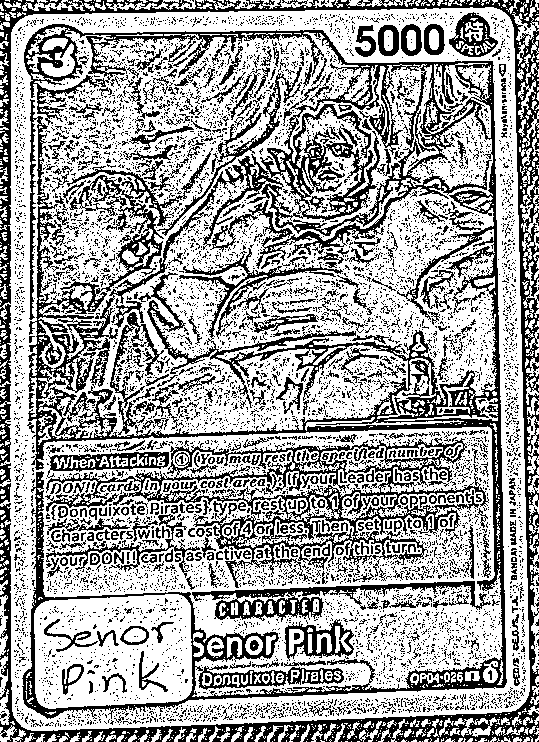 3
5000
SPECIAL
When Attacking ① (You may rest the specified number of
DON!! cards in your cost area.): If your Leader has the
{Donquixote Pirates} type, rest up to 1 of your opponent's
Characters with a cost of 4 or less. Then, set up to 1 of
your DON!! cards as active at the end of this turn.
BANDAI MADE IN JAPAN
CHARACTER
Senor Pink
Donquixote Pirates
OP04-026 R 1
Senor
Pink